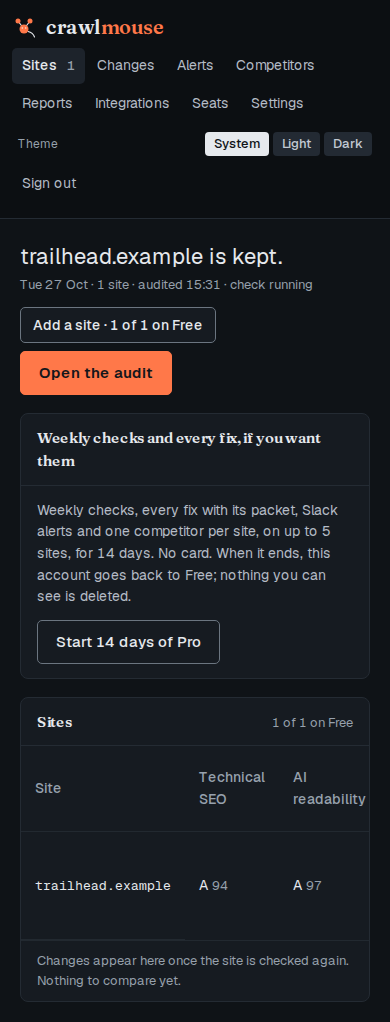 crawlmouse
Sites 1 Changes Alerts Competitors
Reports Integrations Seats Settings
Theme System Light Dark
Sign out
trailhead.example is kept.
Tue 27 Oct · 1 site · audited 15:31 · check running
Add a site · 1 of 1 on Free
Open the audit
Weekly checks and every fix, if you want
them
Weekly checks, every fix with its packet, Slack
alerts and one competitor per site, on up to 5
sites, for 14 days. No card. When it ends, this
account goes back to Free; nothing you can
see is deleted.
Start 14 days of Pro
Sites 1 of 1 on Free
Site Technical SEO AI readability
trailhead.example A 94 A 97
Changes appear here once the site is checked again.
Nothing to compare yet.